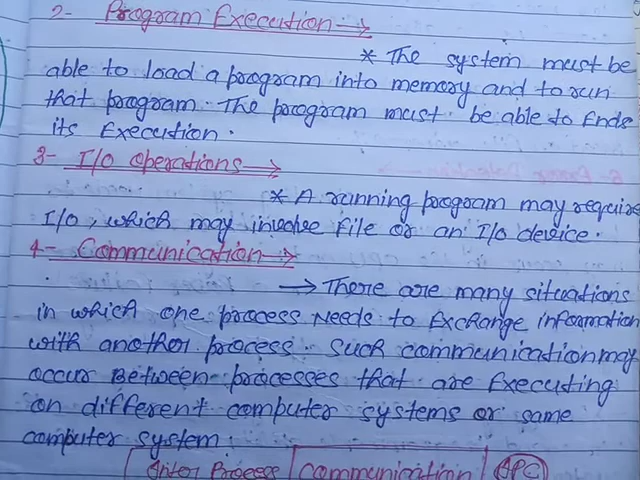 2- Program Execution →
* The system must be
able to load a program into memory and to run
that program. The program must. be able to Ends
its Execution.
3- I/O Operations ⇒
* A running program may require
I/O, which may involve file or an I/O device.
4- Communication →
→ There are many situations
in which one process Needs to Exchange information
with another process. Such communication may
occur Between processes that are Executing
on different computer systems or same
computer system.
Inter Process Communication IPC